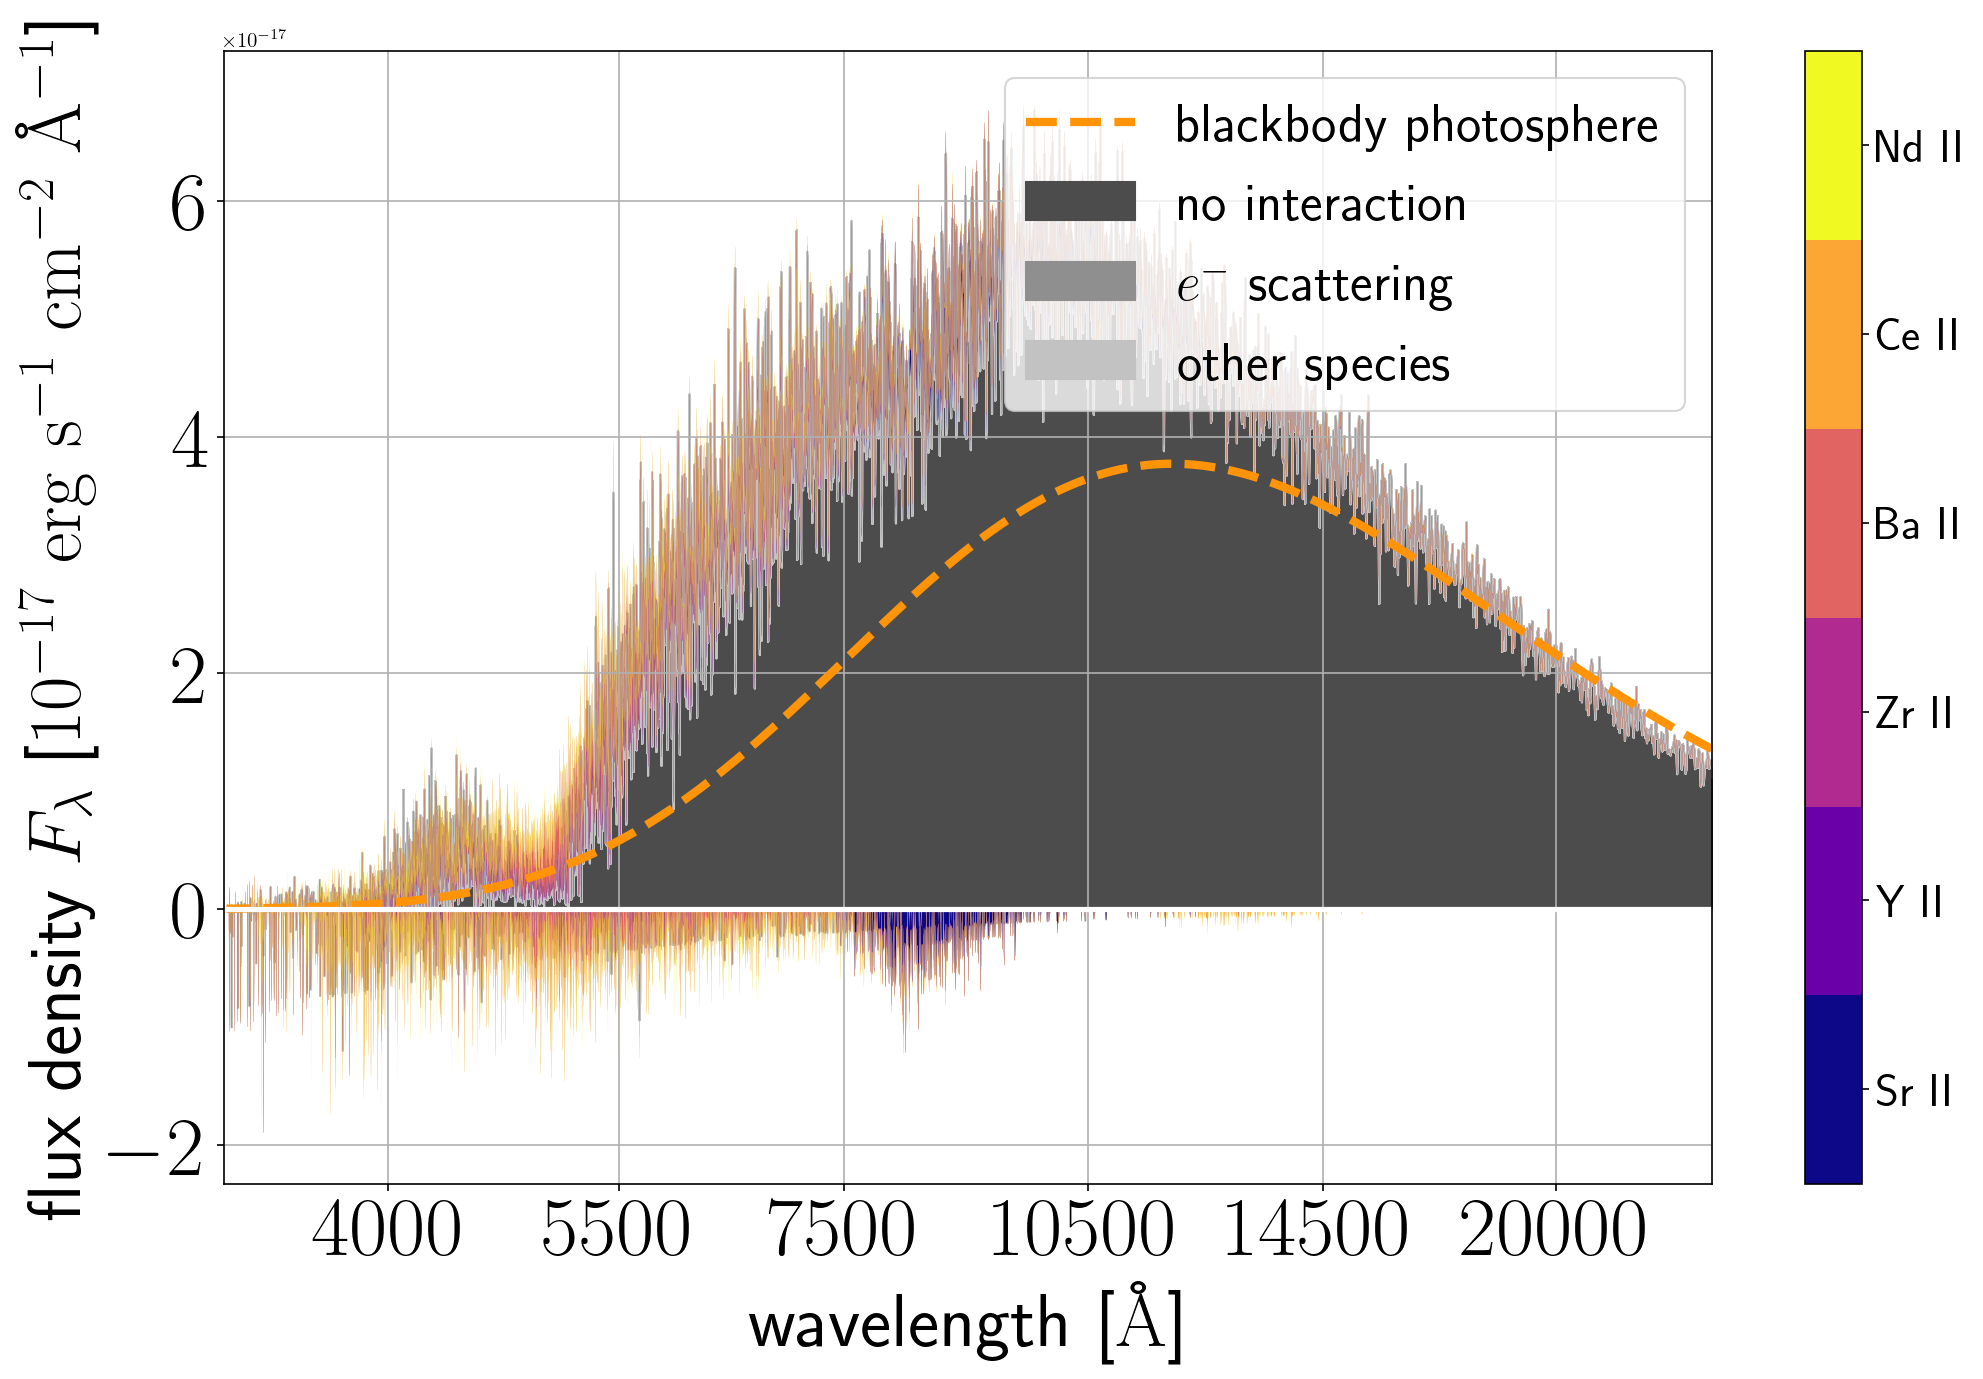 ×10⁻¹⁷
flux density F_λ [10⁻¹⁷ erg s⁻¹ cm⁻² Å⁻¹]
6
4
2
0
−2
blackbody photosphere
no interaction
e⁻ scattering
other species
4000 5500 7500 10500 14500 20000
wavelength [Å]
Nd II
Ce II
Ba II
Zr II
Y II
Sr II